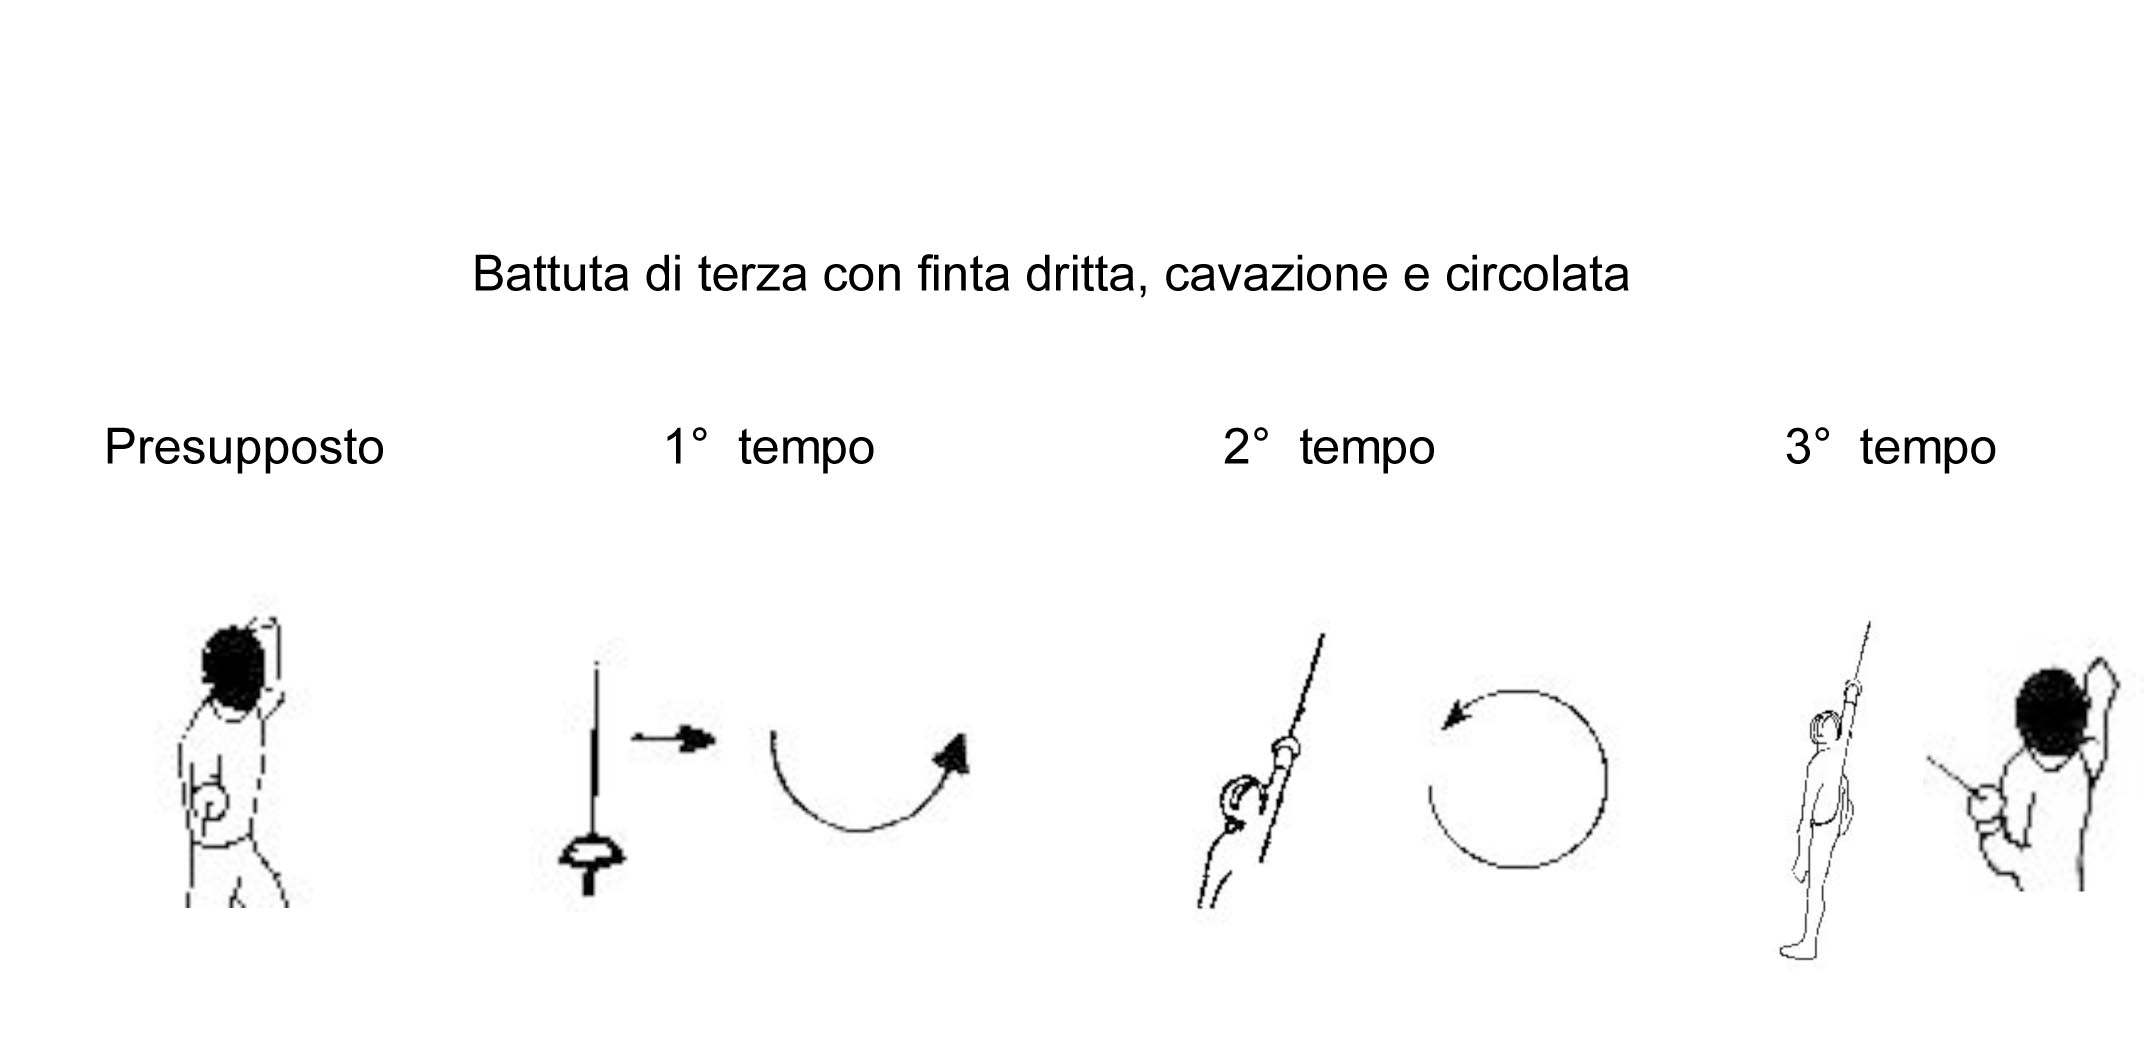 Battuta di terza con finta dritta, cavazione e circolata
Presupposto 1° tempo 2° tempo 3° tempo